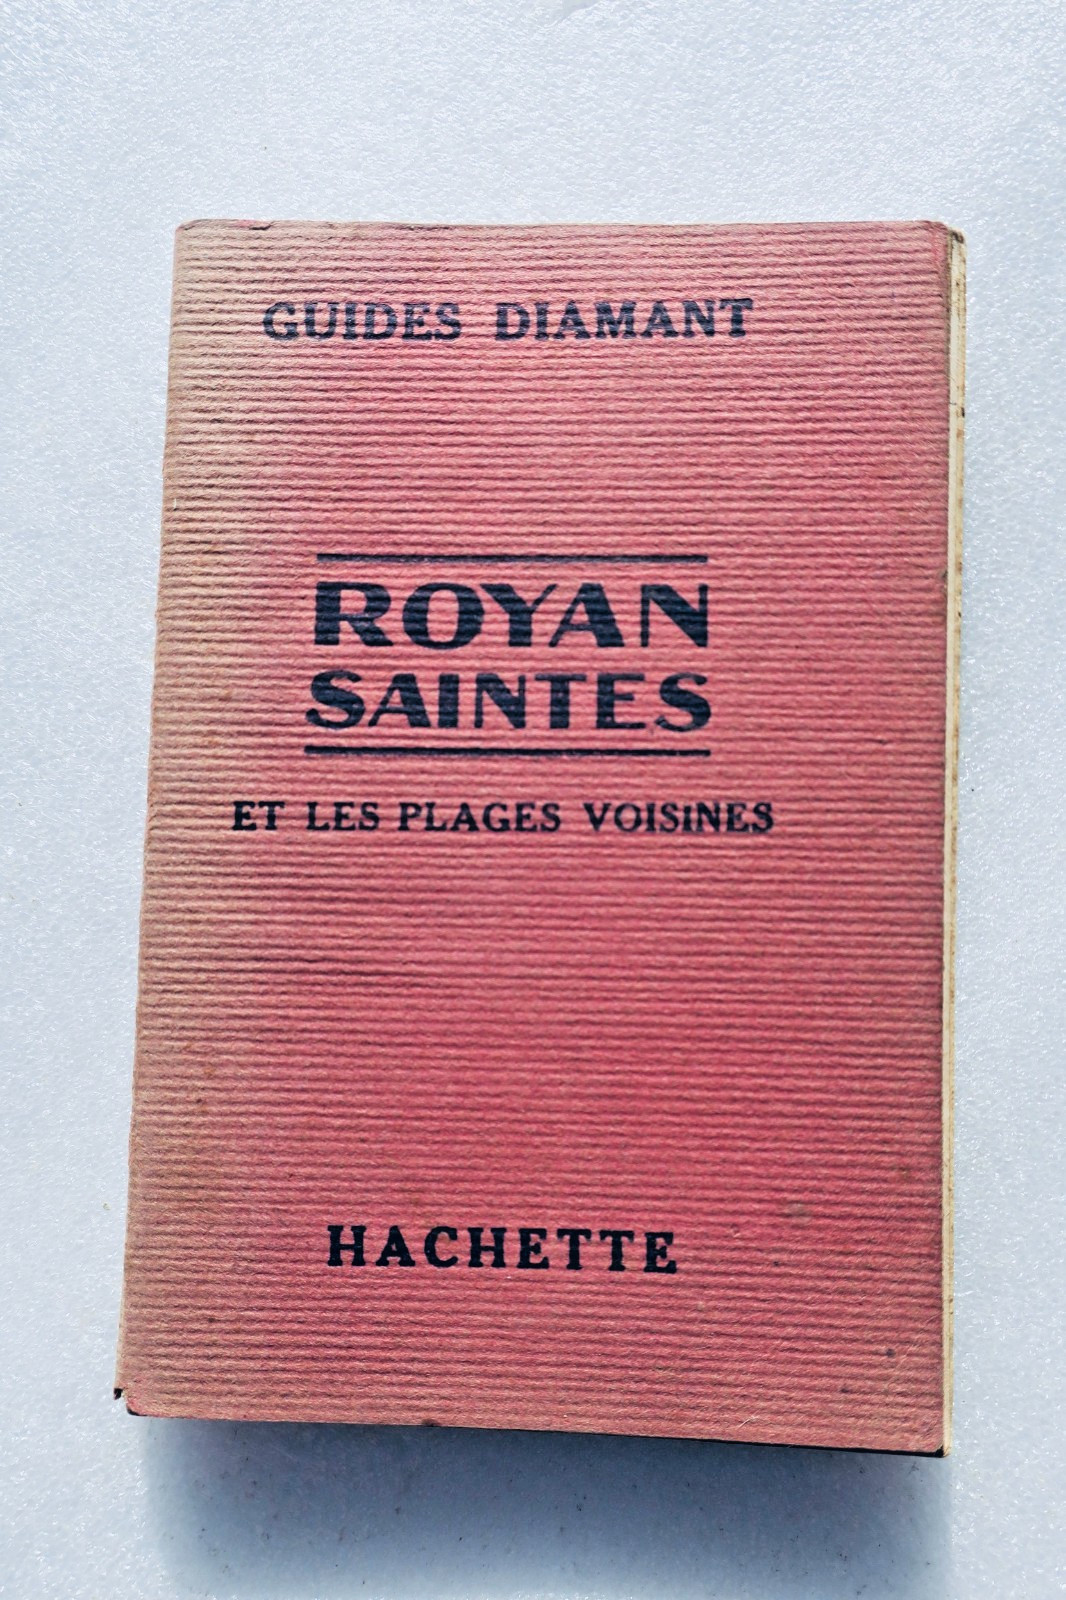 GUIDES DIAMANT
ROYAN
SAINTES
ET LES PLAGES VOISINES
HACHETTE